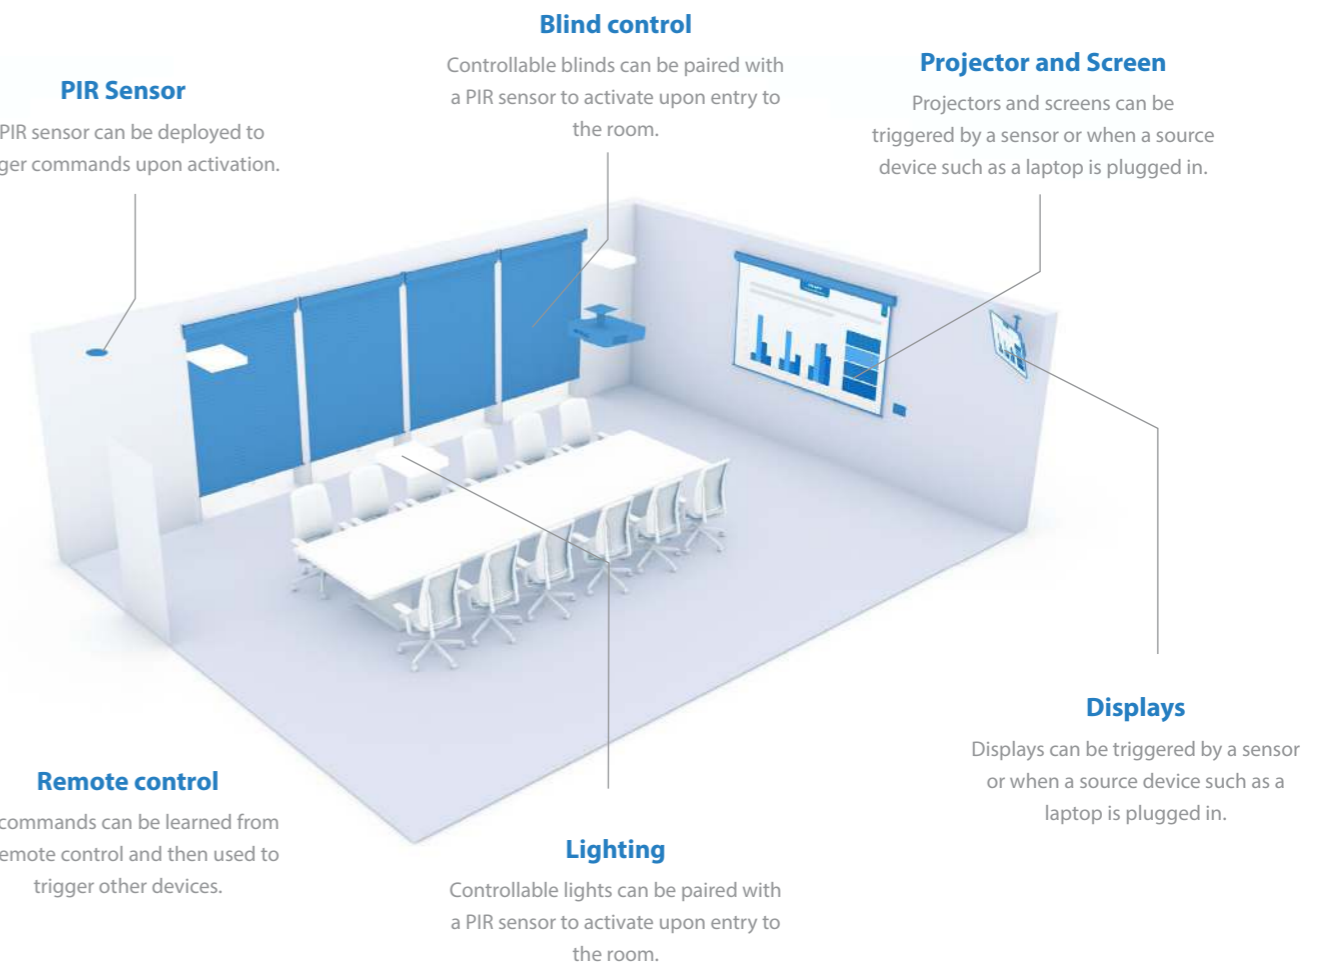 Blind control
Controllable blinds can be paired with
a PIR sensor to activate upon entry to
the room.
Projector and Screen
Projectors and screens can be
triggered by a sensor or when a source
device such as a laptop is plugged in.
PIR Sensor
PIR sensor can be deployed to
commands upon activation.
Displays
Displays can be triggered by a sensor
or when a source device such as a
laptop is plugged in.
Remote control
commands can be learned from
control and then used to
trigger other devices.
Lighting
Controllable lights can be paired with
a PIR sensor to activate upon entry to
the room.